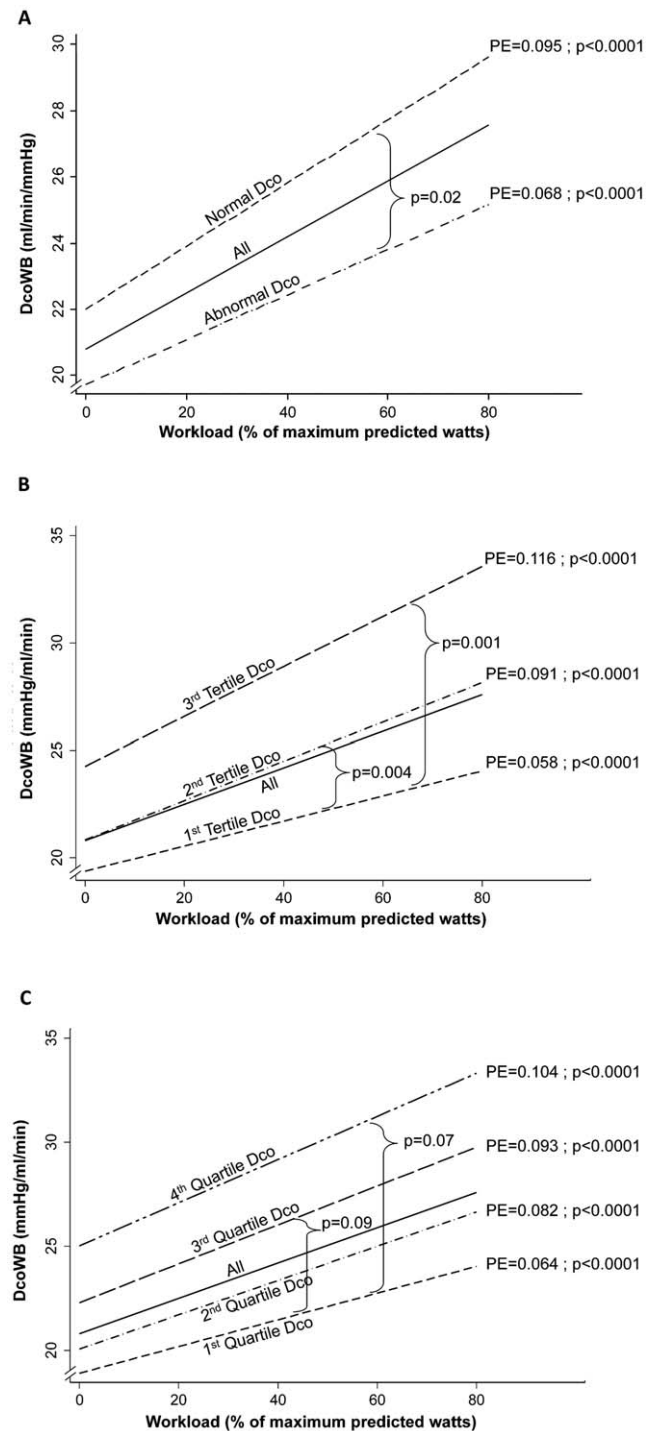 A
DcoWB (ml/min/mmHg)
30
28
26
24
22
20
Normal Dco
All
Abnormal Dco
p=0.02
PE=0.095 ; p<0.0001
PE=0.068 ; p<0.0001
0 20 40 60 80
Workload (% of maximum predicted watts)
B
DcoWB (mmHg/ml/min)
35
30
25
20
3rd Tertile Dco
2nd Tertile Dco
All
1st Tertile Dco
p=0.004
p=0.001
PE=0.116 ; p<0.0001
PE=0.091 ; p<0.0001
PE=0.058 ; p<0.0001
0 20 40 60 80
Workload (% of maximum predicted watts)
C
DcoWB (mmHg/ml/min)
35
30
25
20
4th Quartile Dco
3rd Quartile Dco
All
2nd Quartile Dco
1st Quartile Dco
p=0.09
p=0.07
PE=0.104 ; p<0.0001
PE=0.093 ; p<0.0001
PE=0.082 ; p<0.0001
PE=0.064 ; p<0.0001
0 20 40 60 80
Workload (% of maximum predicted watts)